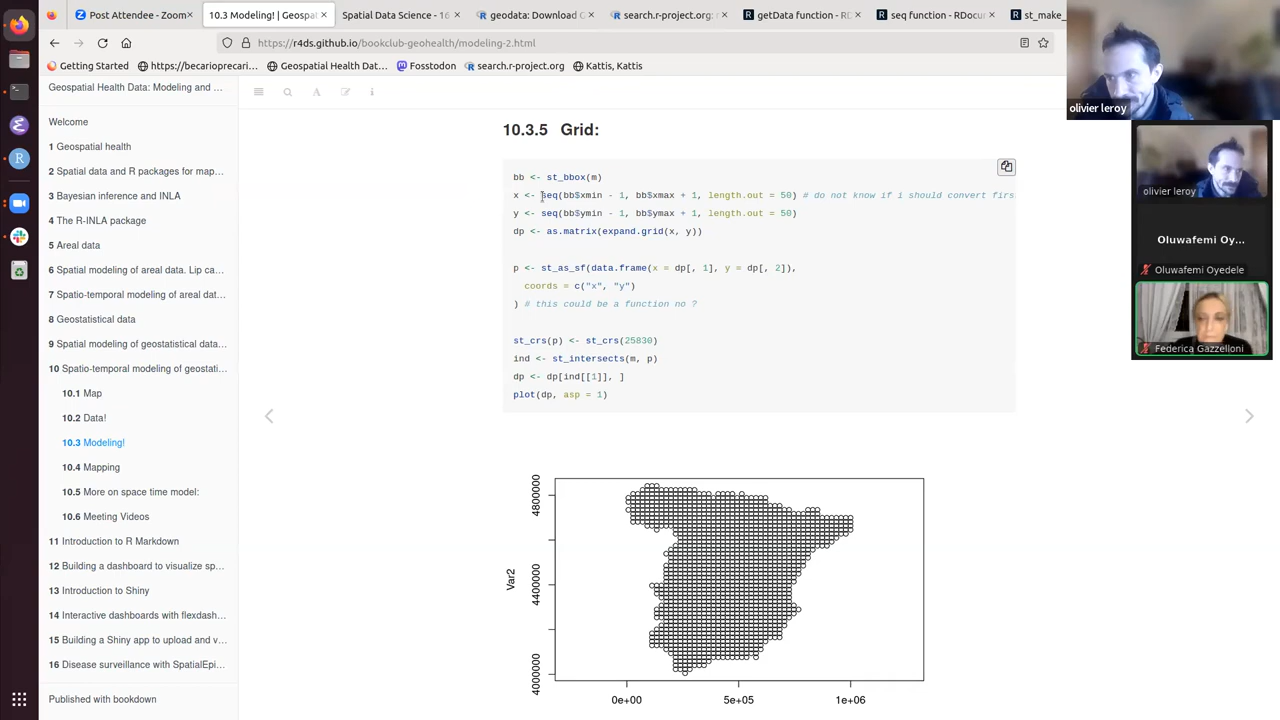 Post Attendee - Zoom
10.3 Modeling! | Geospat
Spatial Data Science - 16
geodata: Download G
search.r-project.org:
getData function - RD
seq function - RDocum
st_make_
https://r4ds.github.io/bookclub-geohealth/modeling-2.html
Getting Started
https://becarioprecari...
Geospatial Health Dat...
Fosstodon
search.r-project.org
Kattis, Kattis
Geospatial Health Data: Modeling and ...
Welcome
1 Geospatial health
2 Spatial data and R packages for map...
3 Bayesian inference and INLA
4 The R-INLA package
5 Areal data
6 Spatial modeling of areal data. Lip ca...
7 Spatio-temporal modeling of areal dat...
8 Geostatistical data
9 Spatial modeling of geostatistical data...
10 Spatio-temporal modeling of geostati...
10.1 Map
10.2 Data!
10.3 Modeling!
10.4 Mapping
10.5 More on space time model:
10.6 Meeting Videos
11 Introduction to R Markdown
12 Building a dashboard to visualize sp...
13 Introduction to Shiny
14 Interactive dashboards with flexdash...
15 Building a Shiny app to upload and v...
16 Disease surveillance with SpatialEpi...
Published with bookdown
10.3.5 Grid:
bb <- st_bbox(m)
x <- seq(bb$xmin - 1, bb$xmax + 1, length.out = 50) # do not know if i should convert firs
y <- seq(bb$ymin - 1, bb$ymax + 1, length.out = 50)
dp <- as.matrix(expand.grid(x, y))
p <- st_as_sf(data.frame(x = dp[, 1], y = dp[, 2]),
coords = c("x", "y")
) # this could be a function no ?
st_crs(p) <- st_crs(25830)
ind <- st_intersects(m, p)
dp <- dp[ind[[1]], ]
plot(dp, asp = 1)
Var2
4800000
4400000
4000000
0e+00
5e+05
1e+06
olivier leroy
olivier leroy
Oluwafemi Oy...
Oluwafemi Oyedele
Federica Gazzelloni